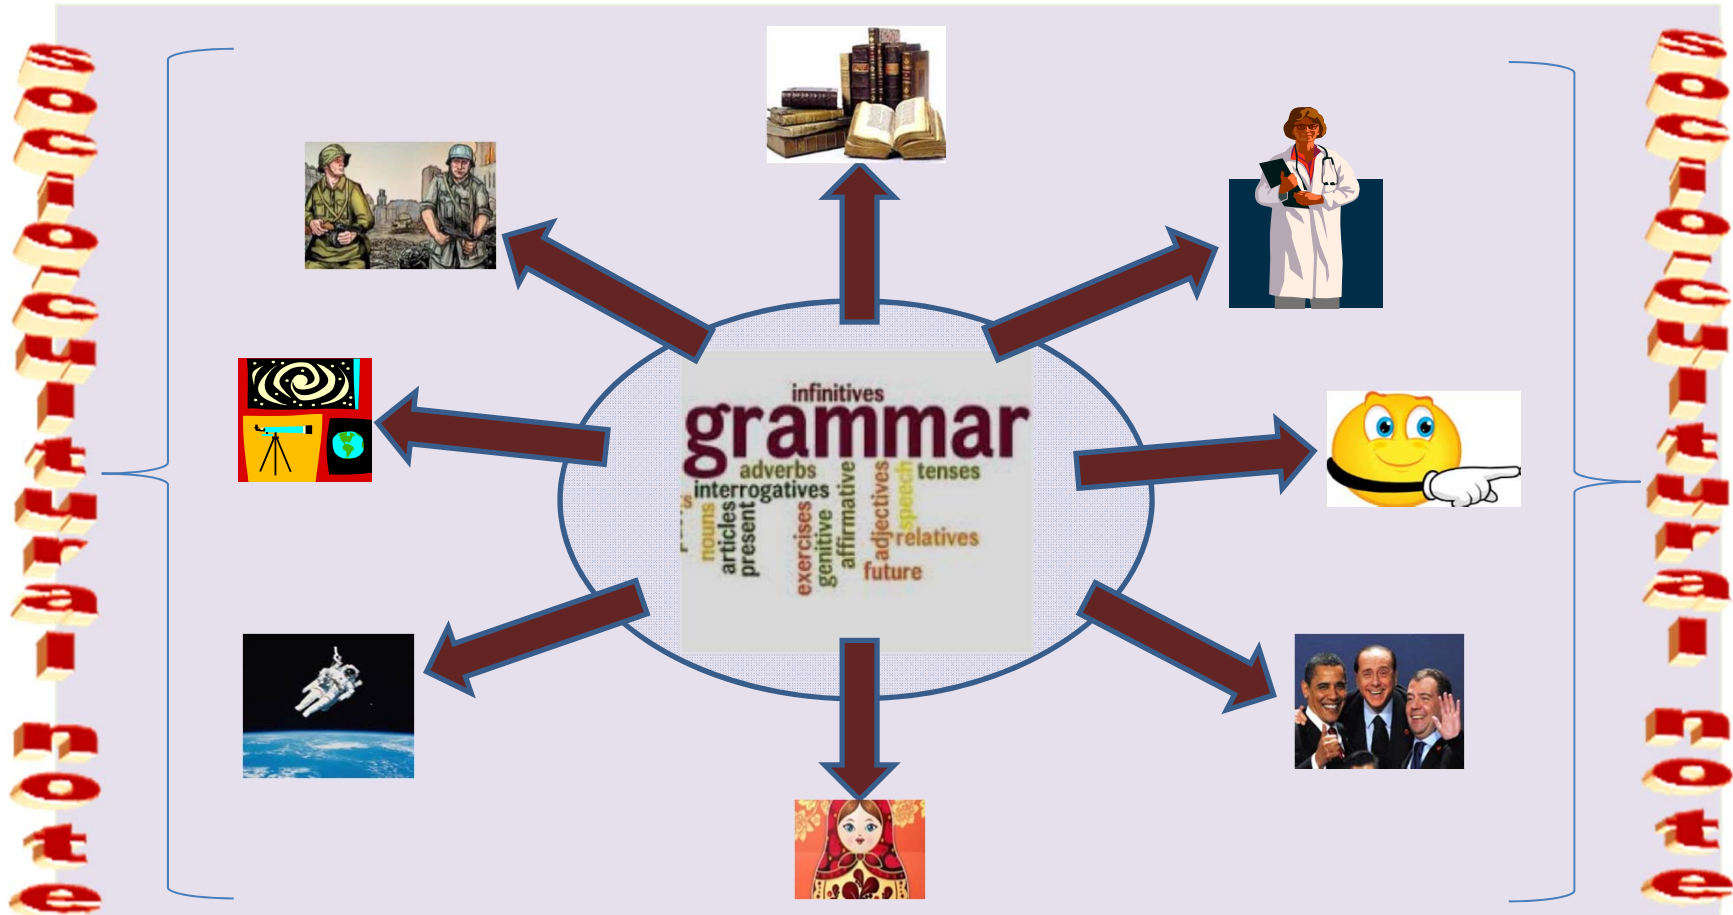 sociocultural note
infinitives
grammar
adverbs
interrogatives
nouns
articles
present
exercises
genitive
affirmative
adjectives
speech
tenses
relatives
future
sociocultural note